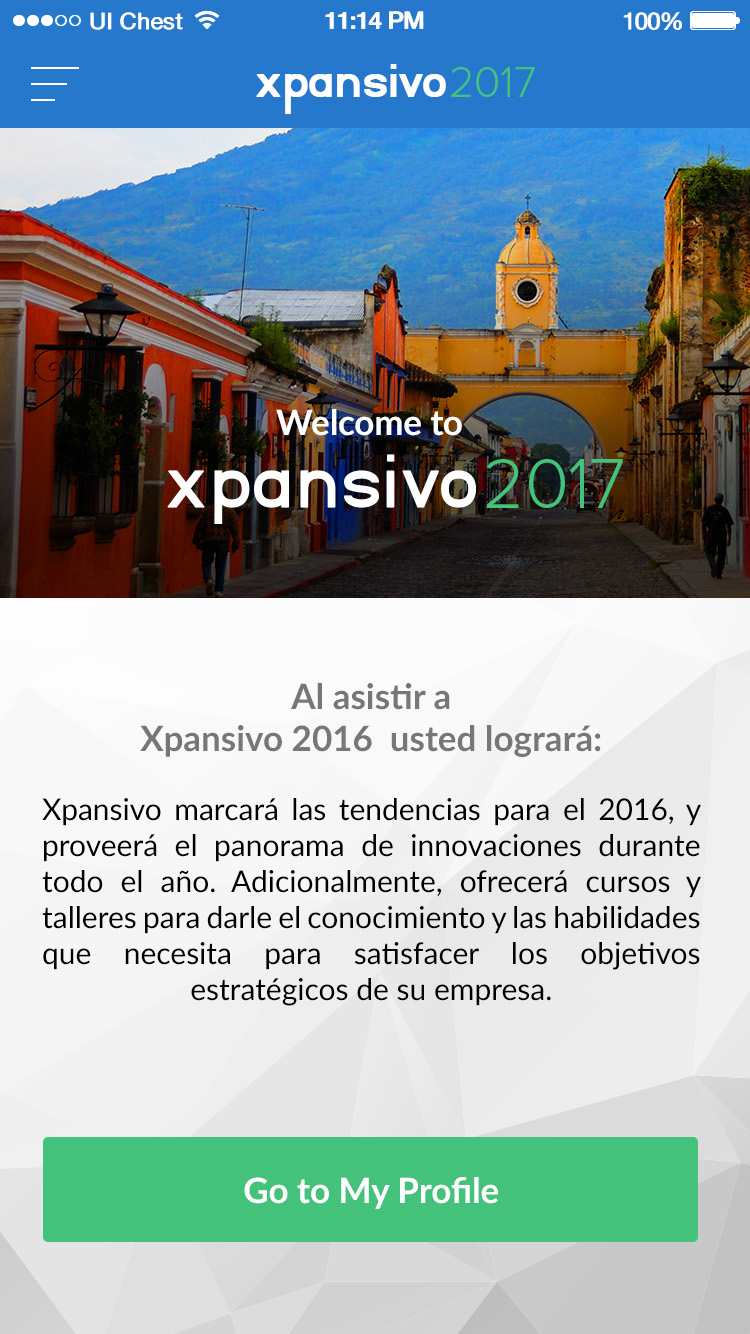 UI Chest 11:14 PM 100%
xpansivo2017
Welcome to
xpansivo2017
Al asistir a
Xpansivo 2016 usted logrará:
Xpansivo marcará las tendencias para el 2016, y
proveerá el panorama de innovaciones durante
todo el año. Adicionalmente, ofrecerá cursos y
talleres para darle el conocimiento y las habilidades
que necesita para satisfacer los objetivos
estratégicos de su empresa.
Go to My Profile